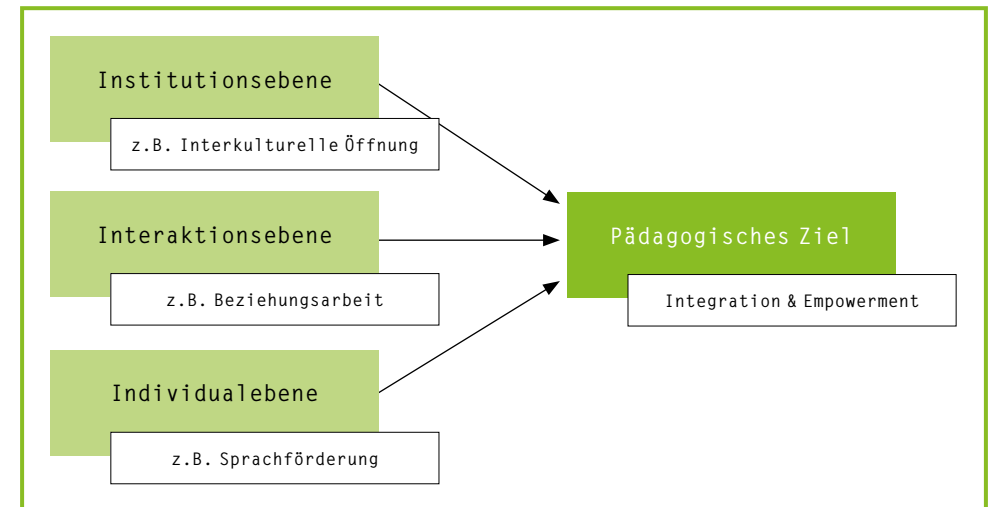 Institutionsebene
z.B. Interkulturelle Öffnung
Interaktionsebene
z.B. Beziehungsarbeit
Individualebene
z.B. Sprachförderung
Pädagogisches Ziel
Integration & Empowerment